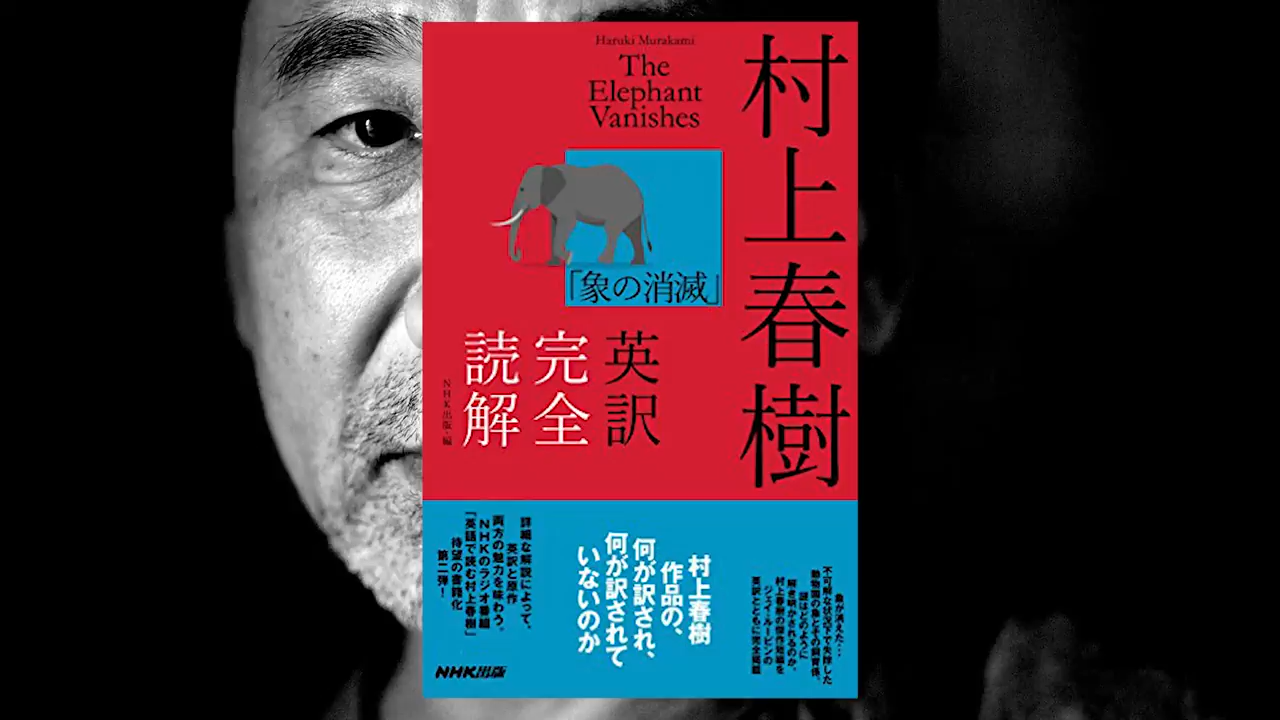 Haruki Murakami
The
Elephant
Vanishes
村上春樹
「象の消滅」
英訳
完全
読解
NHK出版・編
象が消えた…
不可解な状況下で失踪した
動物園の象とその飼育係。
謎はどのように
解き明かされるのか。
村上春樹の傑作短編を
ジェイ・ルービンの
英訳とともに完全掲載
村上春樹
作品の、
何が訳され、
何が訳されて
いないのか
詳細な解説によって、
英訳と原作
両方の魅力を味わう。
NHKのラジオ番組
「英語で読む村上春樹」
待望の書籍化
第二弾!
NHK出版